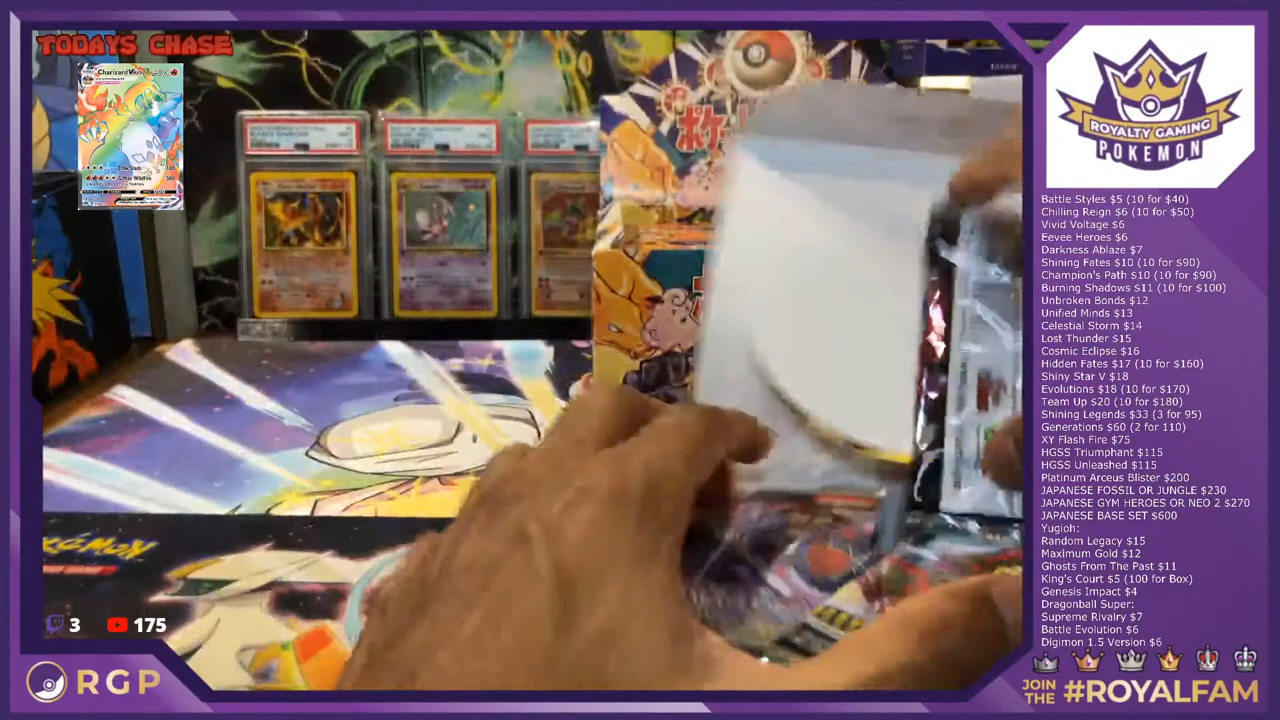 TODAYS CHASE
Charizard
G-Max Wildfire 300
ROYALTY GAMING
POKEMON
Battle Styles $5 (10 for $40)
Chilling Reign $6 (10 for $50)
Vivid Voltage $6
Eevee Heroes $6
Darkness Ablaze $7
Shining Fates $10 (10 for $90)
Champion's Path $10 (10 for $90)
Burning Shadows $11 (10 for $100)
Unbroken Bonds $12
Unified Minds $13
Celestial Storm $14
Lost Thunder $15
Cosmic Eclipse $16
Hidden Fates $17 (10 for $160)
Shiny Star V $18
Evolutions $18 (10 for $170)
Team Up $20 (10 for $180)
Shining Legends $33 (3 for 95)
Generations $60 (2 for 110)
XY Flash Fire $75
HGSS Triumphant $115
HGSS Unleashed $115
Platinum Arceus Blister $200
JAPANESE FOSSIL OR JUNGLE $230
JAPANESE GYM HEROES OR NEO 2 $270
JAPANESE BASE SET $600
Yugioh:
Random Legacy $15
Maximum Gold $12
Ghosts From The Past $11
King's Court $5 (100 for Box)
Genesis Impact $4
Dragonball Super:
Supreme Rivalry $7
Battle Evolution $6
Digimon 1.5 Version $6
3 175
RGP
JOIN
THE #ROYALFAM